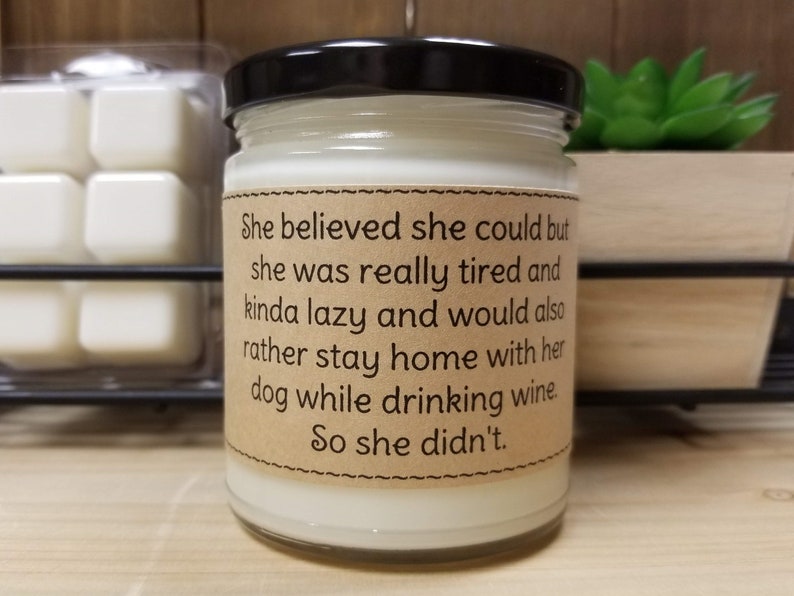 She believed she could but
she was really tired and
kinda lazy and would also
rather stay home with her
dog while drinking wine.
So she didn't.